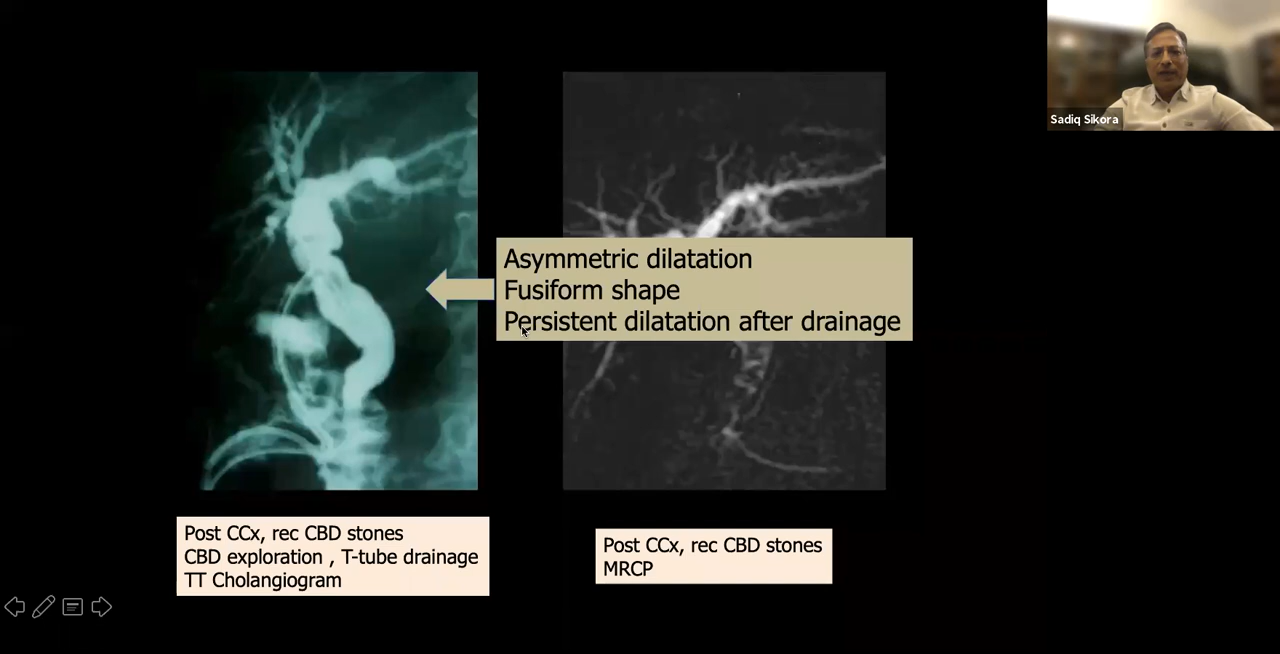 Sadiq Sikora
Asymmetric dilatation
Fusiform shape
Persistent dilatation after drainage
Post CCx, rec CBD stones
CBD exploration , T-tube drainage
TT Cholangiogram
Post CCx, rec CBD stones
MRCP